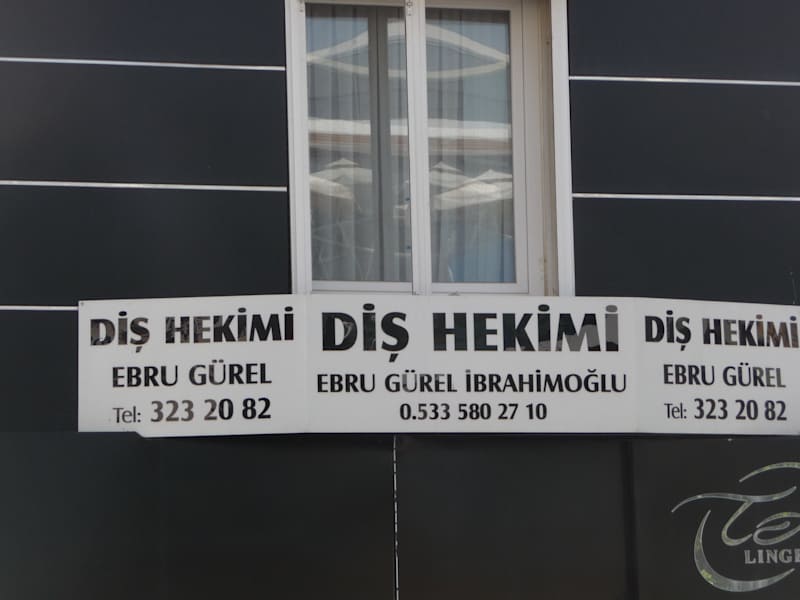 DİŞ HEKİMİ
EBRU GÜREL
Tel: 323 20 82
DİŞ HEKİMİ
EBRU GÜREL İBRAHİMOĞLU
0.533 580 27 10
DİŞ HEKİMİ
EBRU GÜREL
Tel: 323 20 82